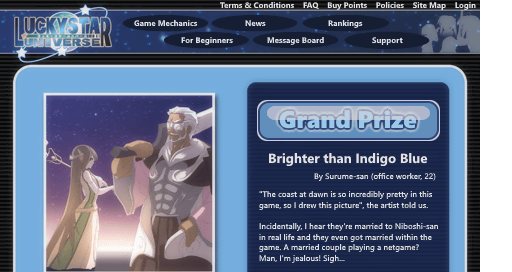 Terms & Conditions FAQ Buy Points Policies Site Map Login
LUCKYSTAR
UNIVERSE
Game Mechanics News Rankings
For Beginners Message Board Support
Grand Prize
Brighter than Indigo Blue
By Surume-san (office worker, 22)
"The coast at dawn is so incredibly pretty in this
game, so I drew this picture", the artist told us.
Incidentally, I hear they're married to Niboshi-san
in real life and they even got married within the
game. A married couple playing a netgame?
Man, I'm jealous! Sigh...